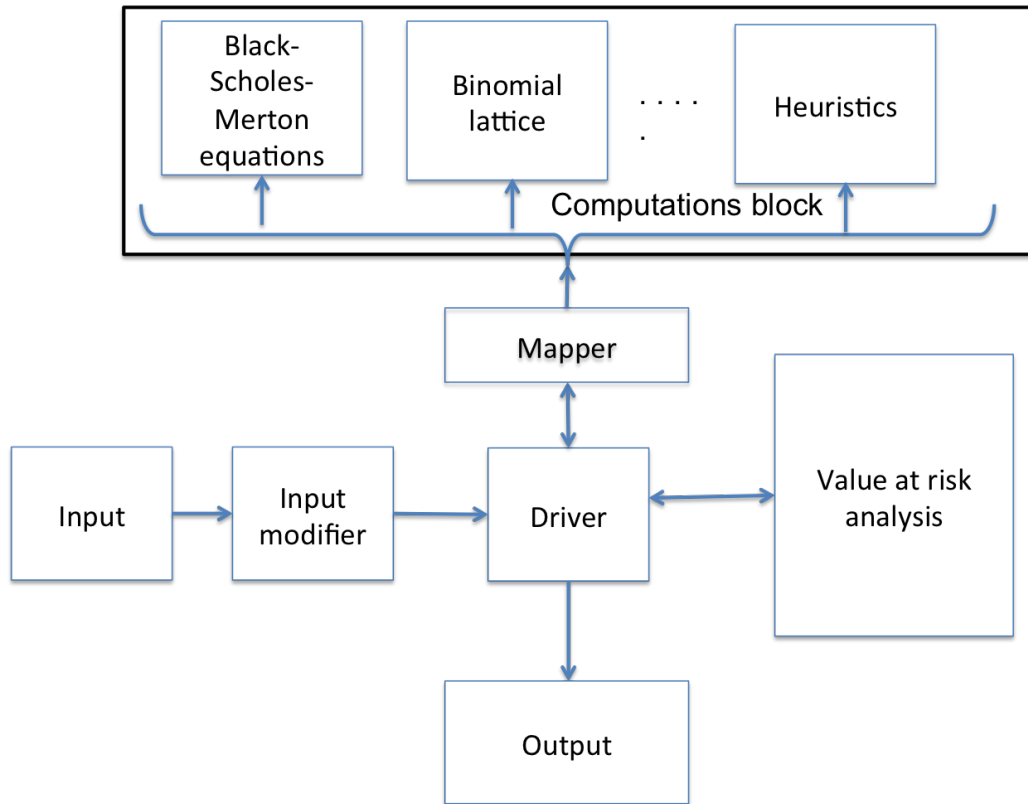 Black-
Scholes-
Merton
equations
Binomial
lattice
. . . .
.
Heuristics
Computations block
Mapper
Input
Input
modifier
Driver
Value at risk
analysis
Output